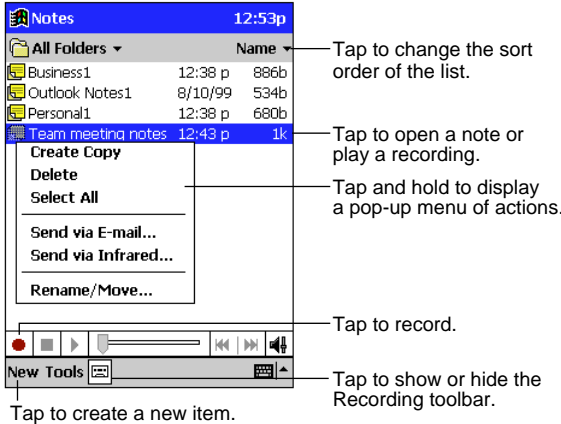 Notes 12:53p
All Folders Name
Tap to change the sort
order of the list.
Business1 12:38 p 886b
Outlook Notes1 8/10/99 534b
Personal1 12:38 p 680b
Team meeting notes 12:43 p 1k
Tap to open a note or
play a recording.
Create Copy
Delete
Select All
Tap and hold to display
a pop-up menu of actions.
Send via E-mail...
Send via Infrared...
Rename/Move...
Tap to record.
New Tools
Tap to show or hide the
Recording toolbar.
Tap to create a new item.